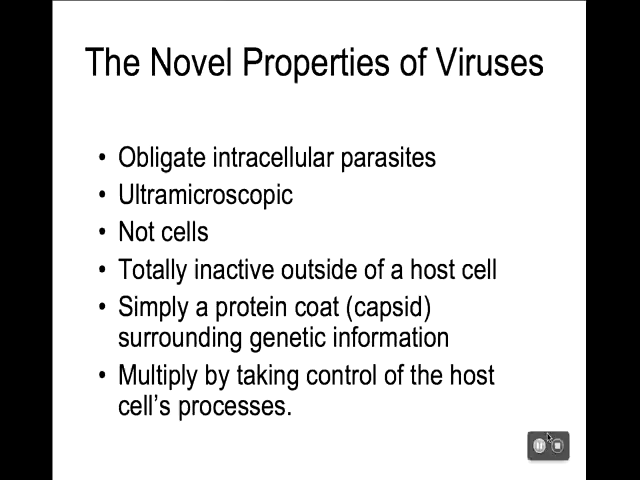 The Novel Properties of Viruses
• Obligate intracellular parasites
• Ultramicroscopic
• Not cells
• Totally inactive outside of a host cell
• Simply a protein coat (capsid)
surrounding genetic information
• Multiply by taking control of the host
cell’s processes.